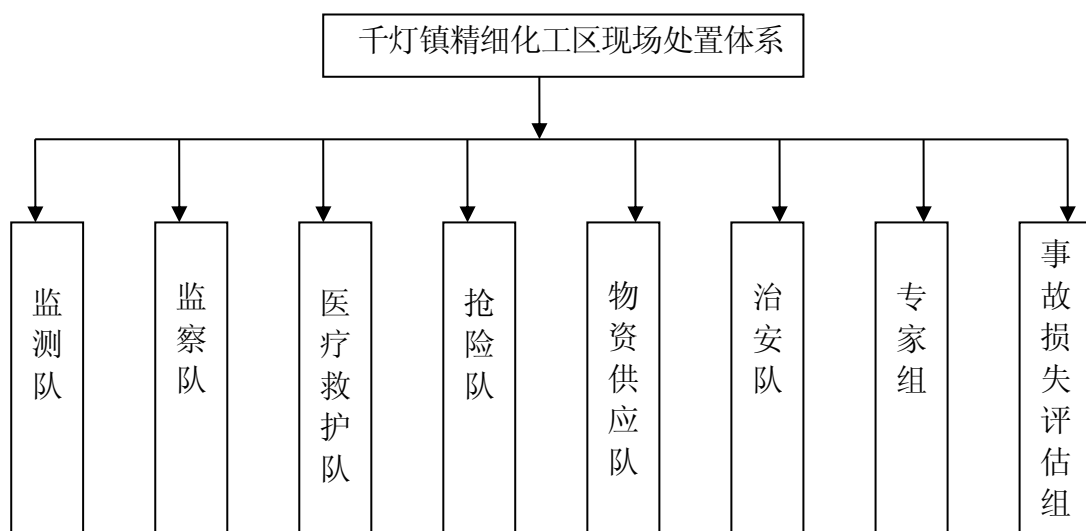 千灯镇精细化工区现场处置体系
监测队
监察队
医疗救护队
抢险队
物资供应队
治安队
专家组
事故损失评估组